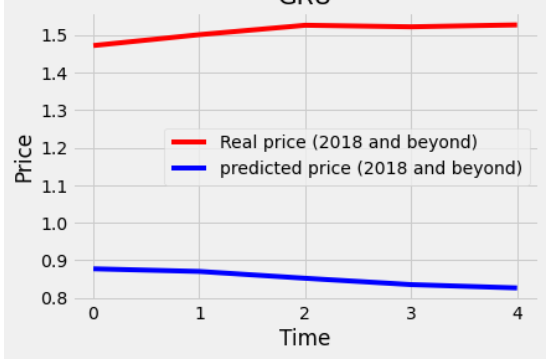 GRU
1.5
1.4
1.3
1.2
1.1
1.0
0.9
0.8
Price
Real price (2018 and beyond)
predicted price (2018 and beyond)
0 1 2 3 4
Time